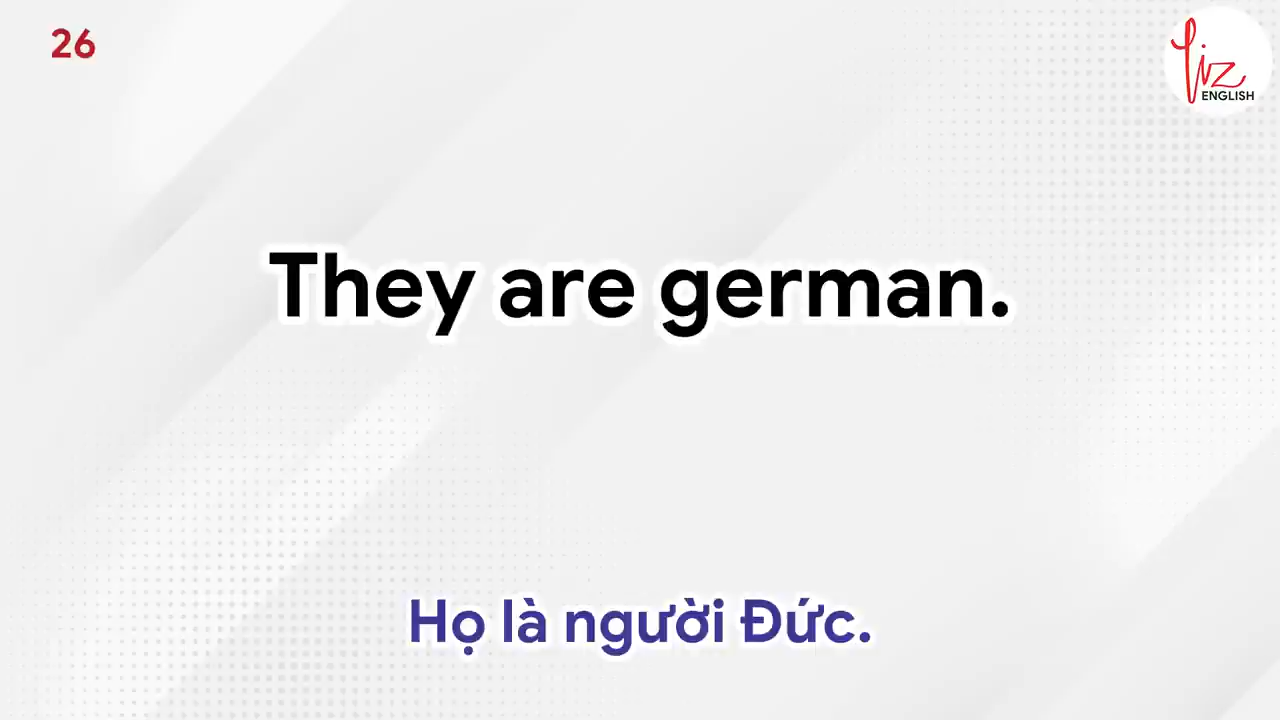 26
Liz
ENGLISH
They are german.
Họ là người Đức.